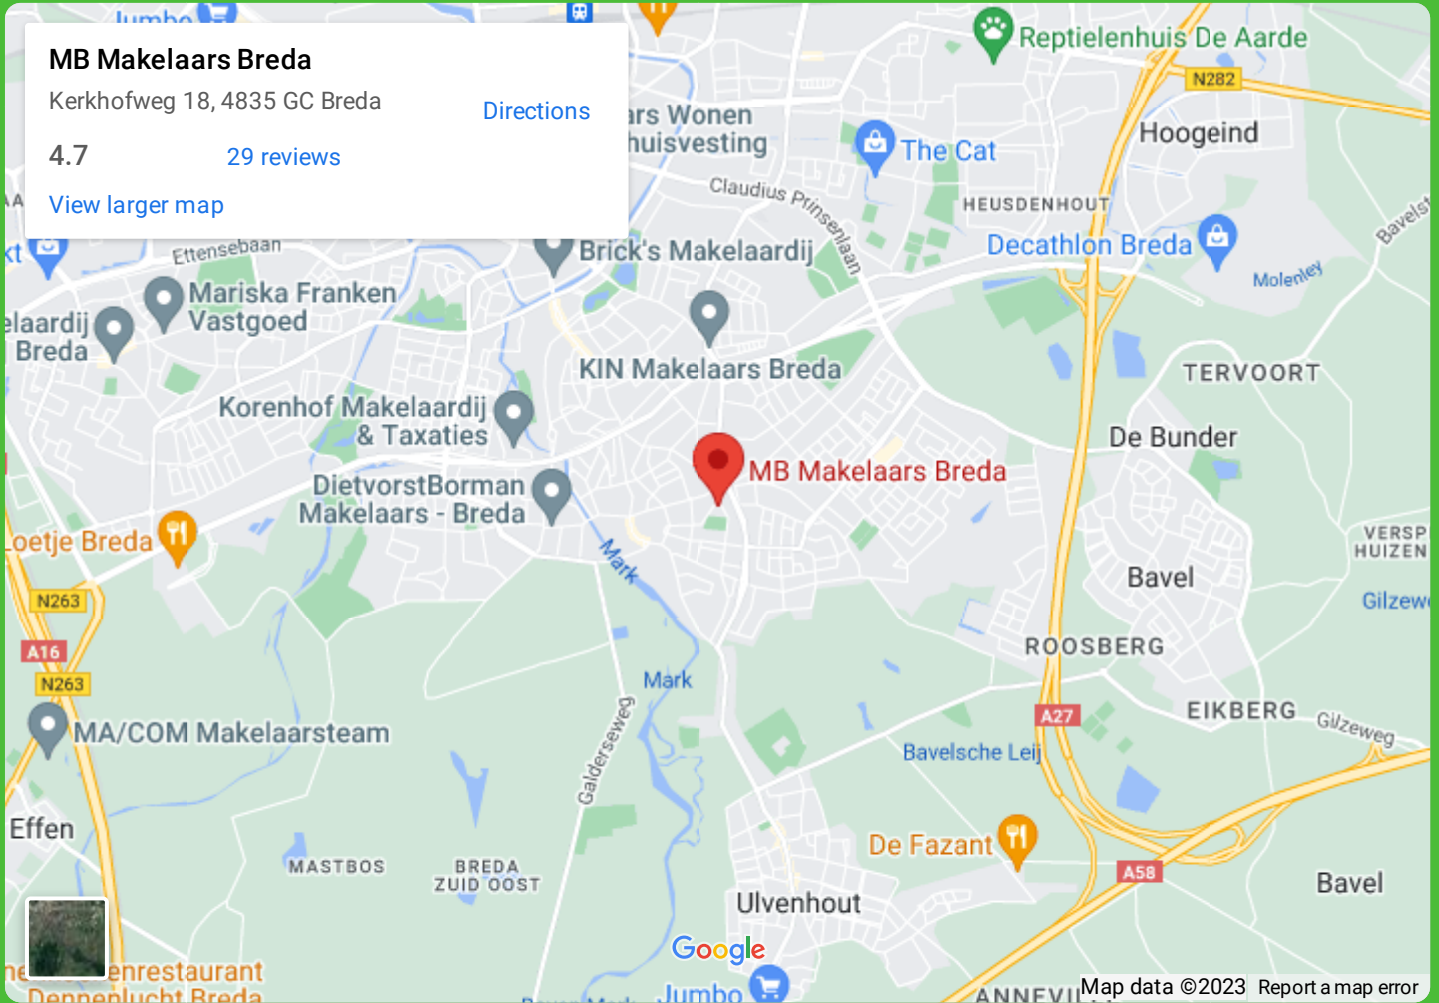 Jumbo
MB Makelaars Breda
Kerkhofweg 18, 4835 GC Breda
Directions
4.7
29 reviews
View larger map
Reptielenhuis De Aarde
N282
Wonen
huisvesting
The Cat
Hoogeind
Claudius Prinsenlaan
HEUSDENHOUT
Decathlon Breda
Molenley
Ettensebaan
Brick's Makelaardij
Mariska Franken
Vastgoed
Breda
KIN Makelaars Breda
TERVOORT
Korenhof Makelaardij
& Taxaties
De Bunder
MB Makelaars Breda
DietvorstBorman
Makelaars - Breda
Loetje Breda
Mark
Bavel
N263
A16
N263
ROOSBERG
Mark
EIKBERG
Gilzeweg
A27
MA/COM Makelaarsteam
Galderseweg
Bavelsche Leij
Effen
De Fazant
MASTBOS
BREDA
ZUID OOST
A58
Bavel
Ulvenhout
Google
Dennenlucht Breda
Jumbo
Map data ©2023
Report a map error